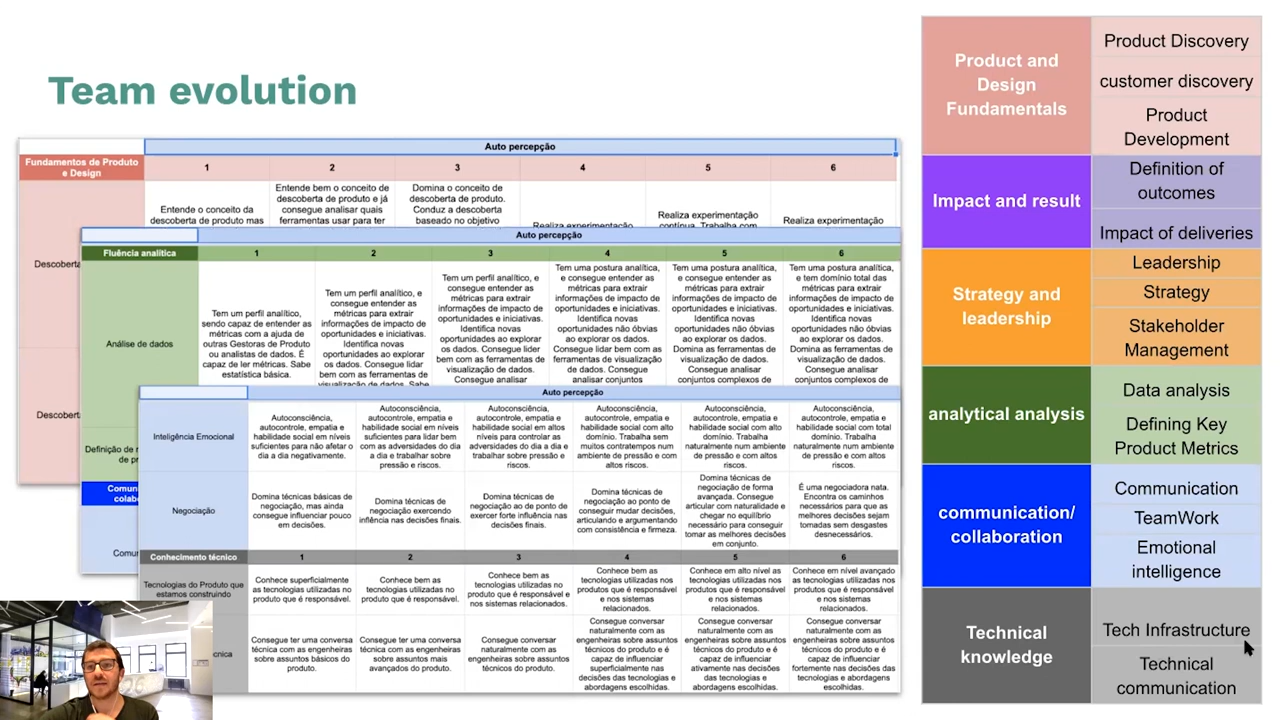 Team evolution
Auto percepção
Fundamentos de Produto
e Design
1
2
3
4
5
6
Entende o conceito da
descoberta de produto mas
Entende bem o conceito de
descoberta de produto e já
consegue analisar quais
ferramentas usar para ter
Domina o conceito de
descoberta de produto.
Conduz a descoberta
baseado no objetivo
Realiza experimentação
Realiza experimentação
contínua. Trabalha com
Realiza experimentação
Descoberta
Descobert
Auto percepção
Fluência analítica
1
2
3
4
5
6
Análise de dados
Tem um perfil analítico,
sendo capaz de entender as
métricas com a ajuda de
outras Gestoras de Produto
ou analistas de dados. É
capaz de ler métricas. Sabe
estatística básica.
Tem um perfil analítico, e
consegue entender as
métricas para extrair
informações de impacto de
oportunidades e iniciativas.
Identifica novas
oportunidades ao explorar
os dados. Consegue lidar
bem com as ferramentas de
visualização de dados. Sabe
Tem um perfil analítico, e
consegue entender as
métricas para extrair
informações de impacto de
oportunidades e iniciativas.
Identifica novas
oportunidades ao explorar
os dados. Consegue lider
bem com as ferramentas de
visualização de dados.
Consegue analisar
Tem uma postura analítica,
e consegue entender as
métricas para extrair
informações de impacto de
oportunidades e iniciativas.
Identifica novas
oportunidades não óbvias
ao explorar os dados.
Consegue lidar bem com as
ferramentas de visualização
de dados. Consegue
analisar conjuntos
Tem uma postura analítica,
e consegue entender as
métricas para extrair
informações de impacto de
oportunidades e iniciativas.
Identifica novas
oportunidades não óbvias
ao explorar os dados.
Domina as ferramentas de
visualização de dados.
Consegue analisar
conjuntos complexos de
Tem uma postura analítica,
e tem domínio total das
métricas para extrair
informações de impacto de
oportunidades e iniciativas.
Identifica novas
oportunidades não óbvias
ao explorar os dados.
Domina as ferramentas de
visualização de dados.
Consegue analisar
conjuntos complexos de
Definição de
de pr
Comun
colabo
Comu
Auto percepção
Inteligência Emocional
Autoconsciência,
autocontrole, empatia e
habilidade social em níveis
suficientes para não afetar o
dia a dia negativamente.
Autoconsciência,
autocontrole, empatia e
habilidade social em níveis
suficientes para lidar bem
com as adversidades do dia
a dia e trabalhar sobre
pressão e riscos.
Autoconsciência,
autocontrole, empatia e
habilidade social em altos
níveis para controlar as
adversidades do dia a dia e
trabalhar sobre pressão e
riscos.
Autoconsciência,
autocontrole, empatia e
habilidade social com alto
domínio. Trabalha sem
muitos contratempos num
ambiente de pressão e com
altos riscos.
Autoconsciência,
autocontrole, empatia e
habilidade social com alto
domínio. Trabalha
naturalmente num ambiente
de pressão e com altos
riscos.
Autoconsciência,
autocontrole, empatia e
habilidade social com total
domínio. Trabalha
naturalmente num ambiente
de pressão e com altos
riscos.
Negociação
Domina técnicas básicas de
negociação, mas ainda
consegue influenciar pouco
em decisões.
Domina técnicas de
negociação exercendo
inflência nas decisões finais.
Domina técnicas de
negociação ao de ponto de
exercer forte influência nas
decisões finais.
Domina técnicas de
negociação ao ponto de
conseguir mudar decisões,
articulando e argumentando
com consistência e firmeza.
Domina técnicas de
negociação de forma
avançada. Consegue
articular com naturalidade e
chegar no equilíbrio
necessário para conseguir
tomar as melhores decisões
em conjunto.
É uma negociadora nata.
Encontra os caminhos
necessários para que as
melhores decisões sejam
tomadas sem desgastes
desnecessários.
Conhecimento técnico
1
2
3
4
5
6
Tecnologias do Produto que
estamos construindo
Conhece superficialmente
as tecnologias utilizadas no
produto que é responsável.
Conhece bem as
tecnologias utilizadas no
produto que é responsável.
Conhece bem as
tecnologias utilizadas no
produto que é responsável e
nos sistemas relacionados.
Conhece bem as
tecnologias utilizados nos
produtos que é responsável
e nos sistemas
relacionados.
Conhece em alto nível as
tecnologias utilizados nos
produtos que é responsável
e nos sistemas
relacionados.
Conhece em nível avançado
as tecnologias utilizados nos
produtos que é responsável
e nos sistemas
relacionados.
cnica
Consegue ter uma conversa
técnica com as engenheiras
sobre assuntos básicos do
produto.
Consegue ter uma conversa
técnica com as engenheiras
sobre assuntos mais
avançados do produto.
Consegue conversar
naturalmente com as
engenheiras sobre assuntos
técnicos do produto.
Consegue conversar
naturalmente com as
engenheiras sobre assuntos
técnicos do produto e é
capaz de influenciar
superficialmente nas
decisões das tecnologias e
abordagens escolhidas.
Consegue conversar
naturalmente com as
engenheiras sobre assuntos
técnicos do produto e é
capaz de influenciar
ativamente nas decisões
das tecnologias e
abordagens escolhidas.
Consegue conversar
naturalmente com as
engenheiras sobre assuntos
técnicos do produto e é
capaz de influenciar
fortemente nas decisões
das tecnologias e
abordagens escolhidas.
Product and
Design
Fundamentals
Product Discovery
customer discovery
Product
Development
Impact and result
Definition of
outcomes
Impact of deliveries
Strategy and
leadership
Leadership
Strategy
Stakeholder
Management
analytical analysis
Data analysis
Defining Key
Product Metrics
communication/
collaboration
Communication
TeamWork
Emotional
intelligence
Technical
knowledge
Tech Infrastructure
Technical
communication